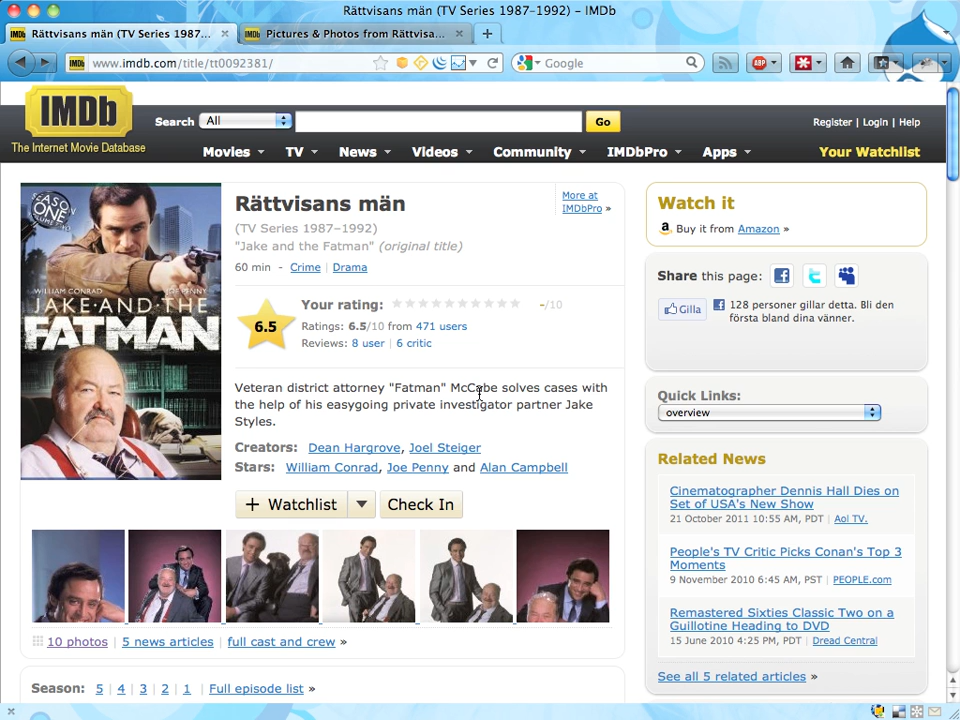 Rättvisans män (TV Series 1987–1992) – IMDb
Rättvisans män (TV Series 1987...
Pictures & Photos from Rättvisa...
www.imdb.com/title/tt0092381/
Google
ABP
IMDb
The Internet Movie Database
Search
All
Go
Register | Login | Help
Movies
TV
News
Videos
Community
IMDbPro
Apps
Your Watchlist
SEASON
ONE
WILLIAM CONRAD
JOE PENNY
JAKE·AND·THE
FATMAN
Rättvisans män
(TV Series 1987–1992)
"Jake and the Fatman" (original title)
60 min - Crime | Drama
More at
IMDbPro »
6.5
Your rating:
-/10
Ratings: 6.5/10 from 471 users
Reviews: 8 user | 6 critic
Veteran district attorney "Fatman" McCabe solves cases with
the help of his easygoing private investigator partner Jake
Styles.
Creators: Dean Hargrove, Joel Steiger
Stars: William Conrad, Joe Penny and Alan Campbell
+ Watchlist
Check In
10 photos | 5 news articles | full cast and crew »
Season: 5 | 4 | 3 | 2 | 1 | Full episode list »
Watch it
Buy it from Amazon »
Share this page:
Gilla
128 personer gillar detta. Bli den
första bland dina vänner.
Quick Links:
overview
Related News
Cinematographer Dennis Hall Dies on
Set of USA's New Show
21 October 2011 10:55 AM, PDT | Aol TV.
People's TV Critic Picks Conan's Top 3
Moments
9 November 2010 6:45 AM, PST | PEOPLE.com
Remastered Sixties Classic Two on a
Guillotine Heading to DVD
15 June 2010 4:25 PM, PDT | Dread Central
See all 5 related articles »